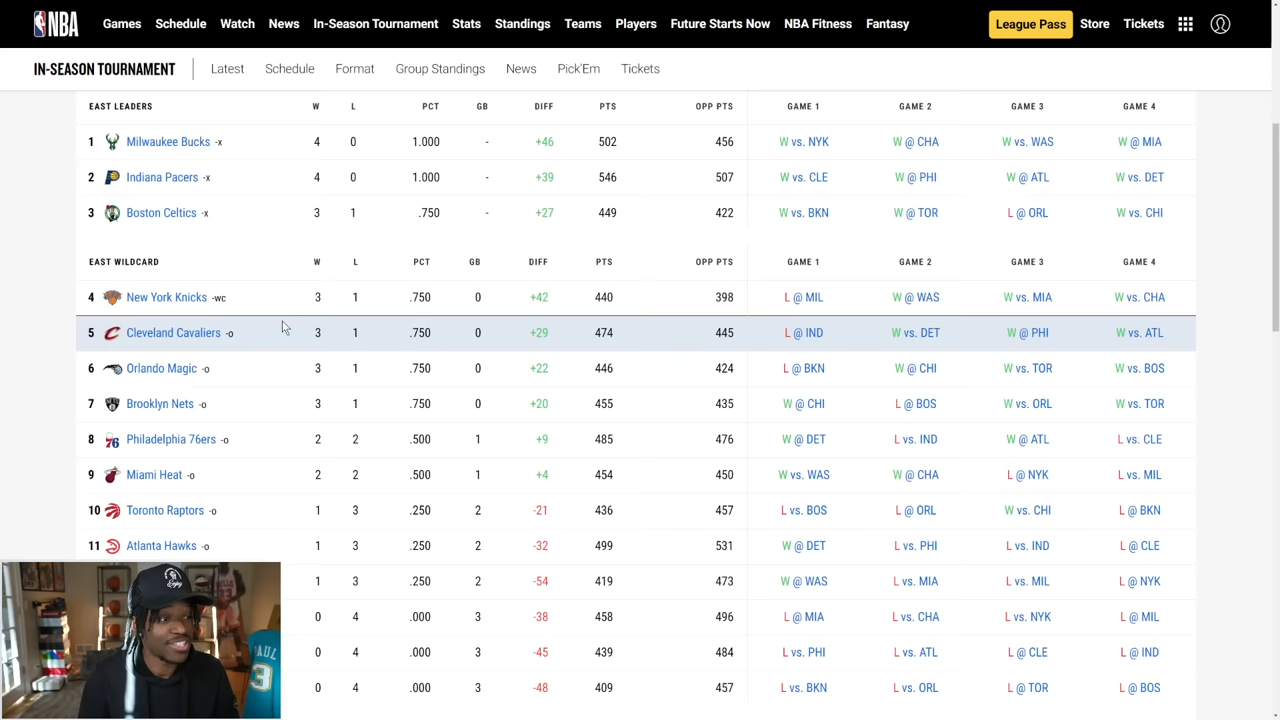 NBA Games Schedule Watch News In-Season Tournament Stats Standings Teams Players Future Starts Now NBA Fitness Fantasy League Pass Store Tickets
IN-SEASON TOURNAMENT Latest Schedule Format Group Standings News Pick'Em Tickets
EAST LEADERS W L PCT GB DIFF PTS OPP PTS GAME 1 GAME 2 GAME 3 GAME 4
1 Milwaukee Bucks -x 4 0 1.000 - +46 502 456 W vs. NYK W @ CHA W vs. WAS W @ MIA
2 Indiana Pacers -x 4 0 1.000 - +39 546 507 W vs. CLE W @ PHI W @ ATL W vs. DET
3 Boston Celtics -x 3 1 .750 - +27 449 422 W vs. BKN W @ TOR L @ ORL W vs. CHI
EAST WILDCARD W L PCT GB DIFF PTS OPP PTS GAME 1 GAME 2 GAME 3 GAME 4
4 New York Knicks -wc 3 1 .750 0 +42 440 398 L @ MIL W @ WAS W vs. MIA W vs. CHA
5 Cleveland Cavaliers -o 3 1 .750 0 +29 474 445 L @ IND W vs. DET W @ PHI W vs. ATL
6 Orlando Magic -o 3 1 .750 0 +22 446 424 L @ BKN W @ CHI W vs. TOR W vs. BOS
7 Brooklyn Nets -o 3 1 .750 0 +20 455 435 W @ CHI L @ BOS W vs. ORL W vs. TOR
8 Philadelphia 76ers -o 2 2 .500 1 +9 485 476 W @ DET L vs. IND W @ ATL L vs. CLE
9 Miami Heat -o 2 2 .500 1 +4 454 450 W vs. WAS W @ CHA L @ NYK L vs. MIL
10 Toronto Raptors -o 1 3 .250 2 -21 436 457 L vs. BOS L @ ORL W vs. CHI L @ BKN
11 Atlanta Hawks -o 1 3 .250 2 -32 499 531 W @ DET L vs. PHI L vs. IND L @ CLE
1 3 .250 2 -54 419 473 W @ WAS L vs. MIA L vs. MIL L @ NYK
0 4 .000 3 -38 458 496 L @ MIA L vs. CHA L vs. NYK L @ MIL
0 4 .000 3 -45 439 484 L vs. PHI L vs. ATL L @ CLE L @ IND
0 4 .000 3 -48 409 457 L vs. BKN L vs. ORL L @ TOR L @ BOS
PAUL
3